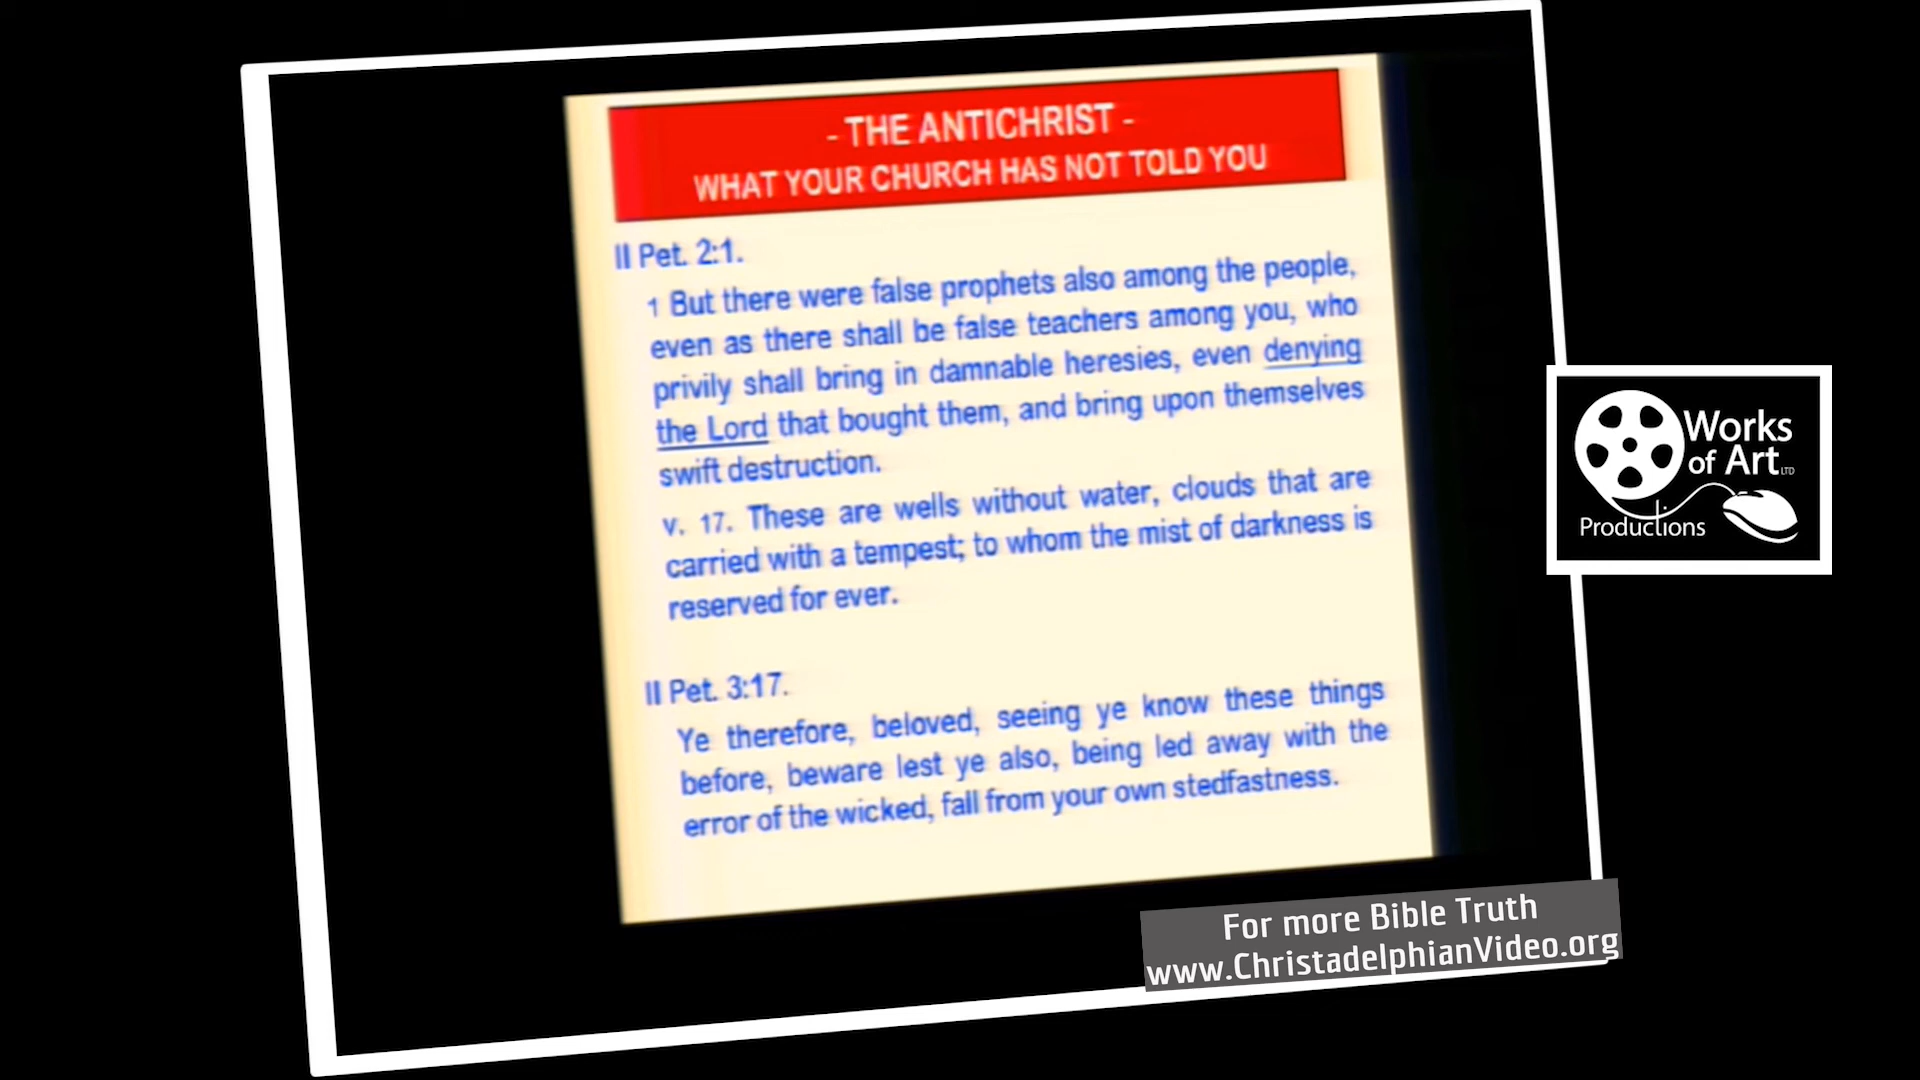 - THE ANTICHRIST -
WHAT YOUR CHURCH HAS NOT TOLD YOU
II Pet. 2:1.
1 But there were false prophets also among the people,
even as there shall be false teachers among you, who
privily shall bring in damnable heresies, even denying
the Lord that bought them, and bring upon themselves
swift destruction.
v. 17. These are wells without water, clouds that are
carried with a tempest; to whom the mist of darkness is
reserved for ever.
II Pet. 3:17.
Ye therefore, beloved, seeing ye know these things
before, beware lest ye also, being led away with the
error of the wicked, fall from your own stedfastness.
Works
of Art LTD
Productions
For more Bible Truth
www.ChristadelphianVideo.org